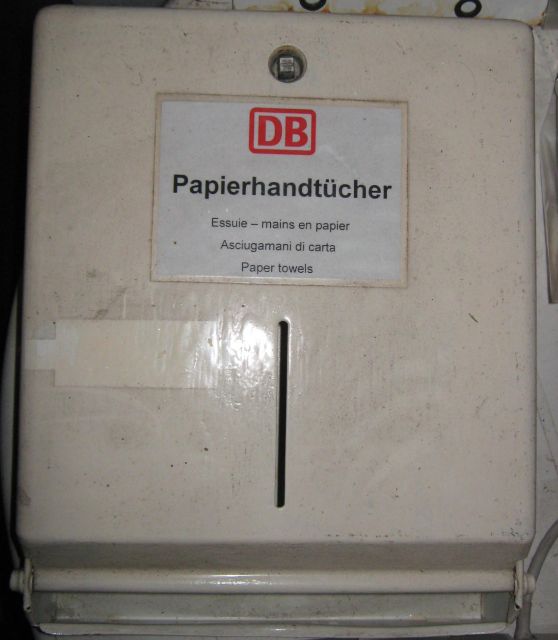 DB
Papierhandtücher
Essuie – mains en papier
Asciugamani di carta
Paper towels